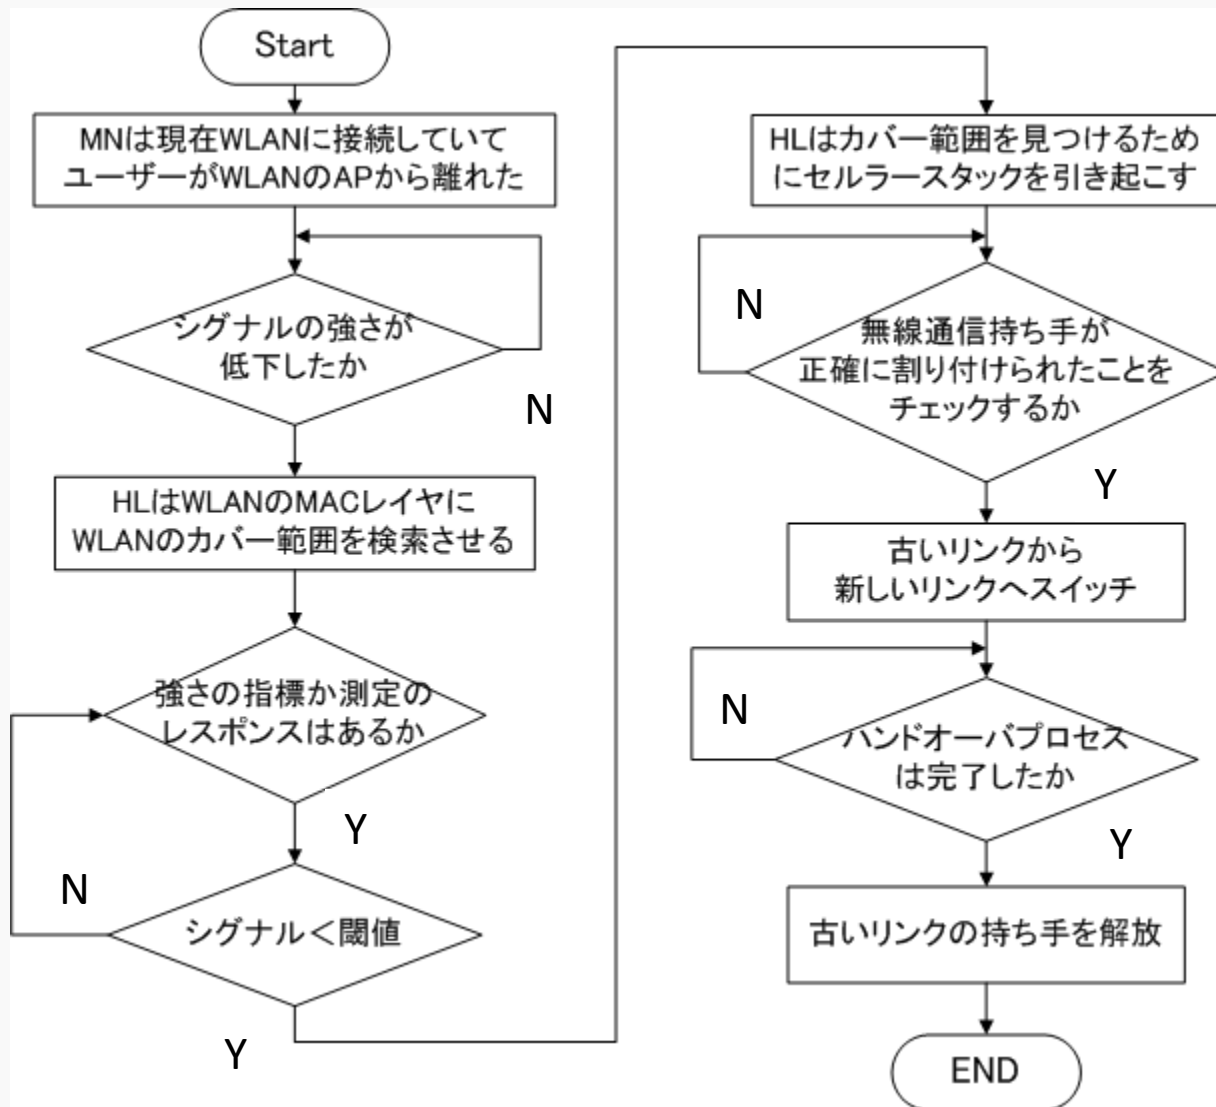 Start
MNは現在WLANに接続していて
ユーザーがWLANのAPから離れた
シグナルの強さが
低下したか
N
HLはWLANのMACレイヤに
WLANのカバー範囲を検索させる
強さの指標か測定の
レスポンスはあるか
Y
N
シグナル＜閾値
Y
HLはカバー範囲を見つけるため
にセルラースタックを引き起こす
N
無線通信持ち手が
正確に割り付けられたことを
チェックするか
Y
古いリンクから
新しいリンクへスイッチ
N
ハンドオーバプロセス
は完了したか
Y
古いリンクの持ち手を解放
END